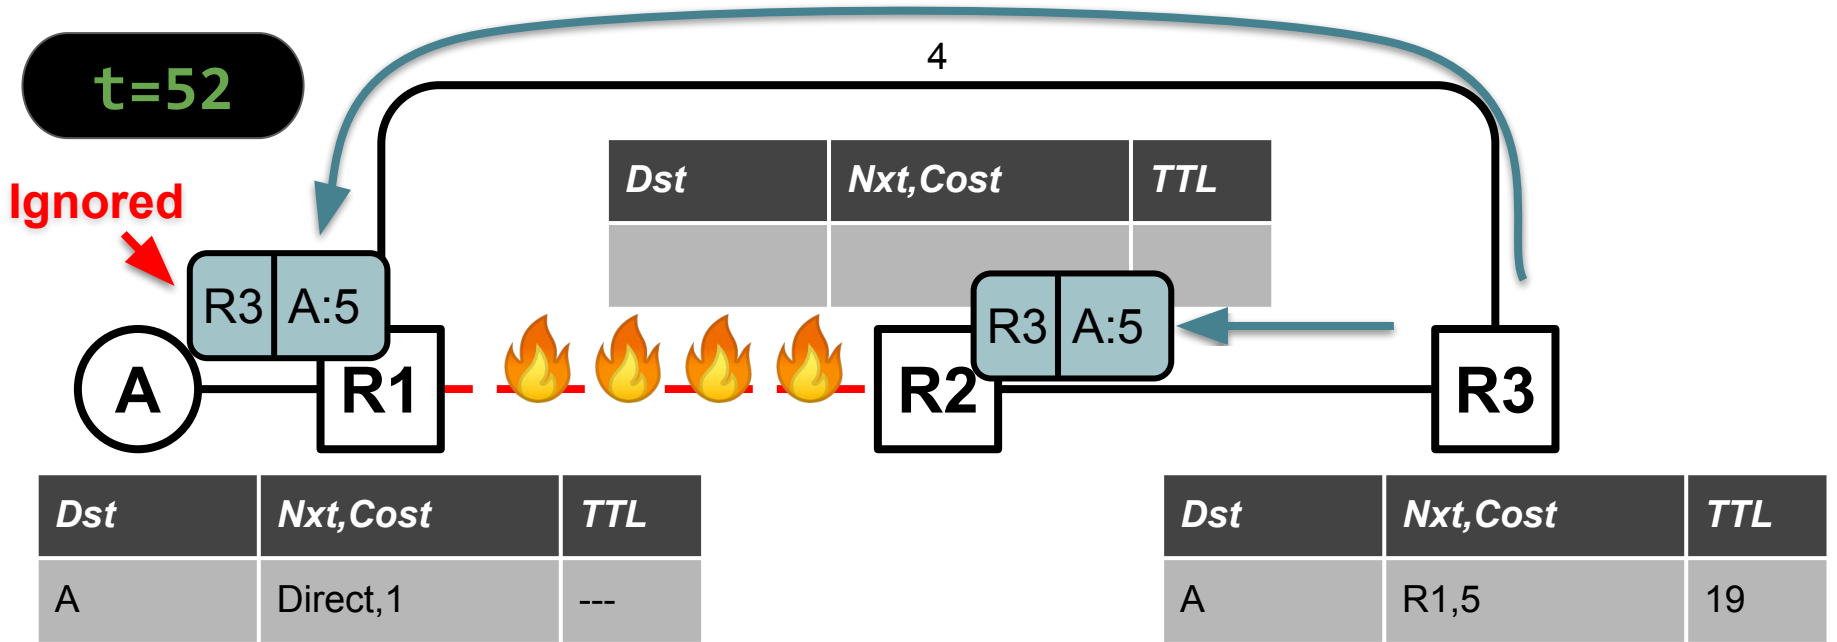 t=52
4
Ignored
Dst Nxt,Cost TTL
R3 A:5
R3 A:5
A R1 R2 R3
Dst Nxt,Cost TTL
A Direct,1 ---
Dst Nxt,Cost TTL
A R1,5 19